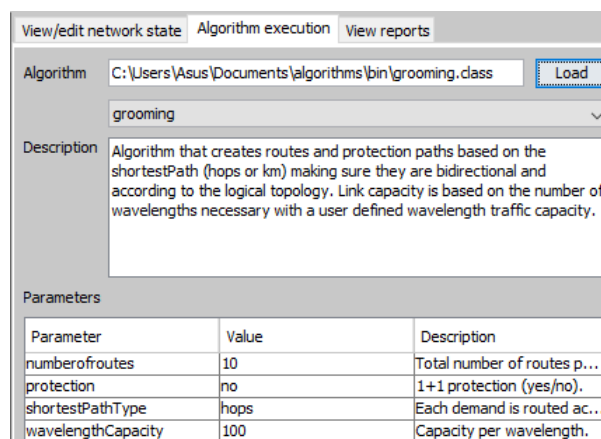 View/edit network state Algorithm execution View reports
Algorithm C:\Users\Asus\Documents\algorithms\bin\grooming.class Load
grooming
Description Algorithm that creates routes and protection paths based on the
shortestPath (hops or km) making sure they are bidirectional and
according to the logical topology. Link capacity is based on the number of
wavelengths necessary with a user defined wavelength traffic capacity.
Parameters
Parameter Value Description
numberofroutes 10 Total number of routes p...
protection no 1+1 protection (yes/no).
shortestPathType hops Each demand is routed ac...
wavelengthCapacity 100 Capacity per wavelength.